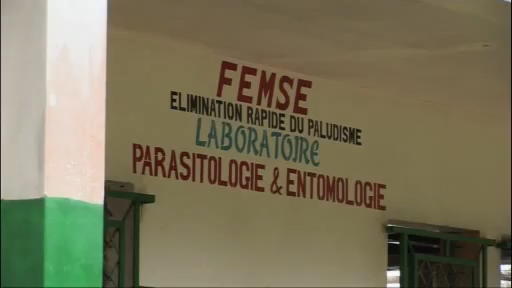 FEMSE
ELIMINATION RAPIDE DU PALUDISME
LABORATOIRE
PARASITOLOGIE & ENTOMOLOGIE